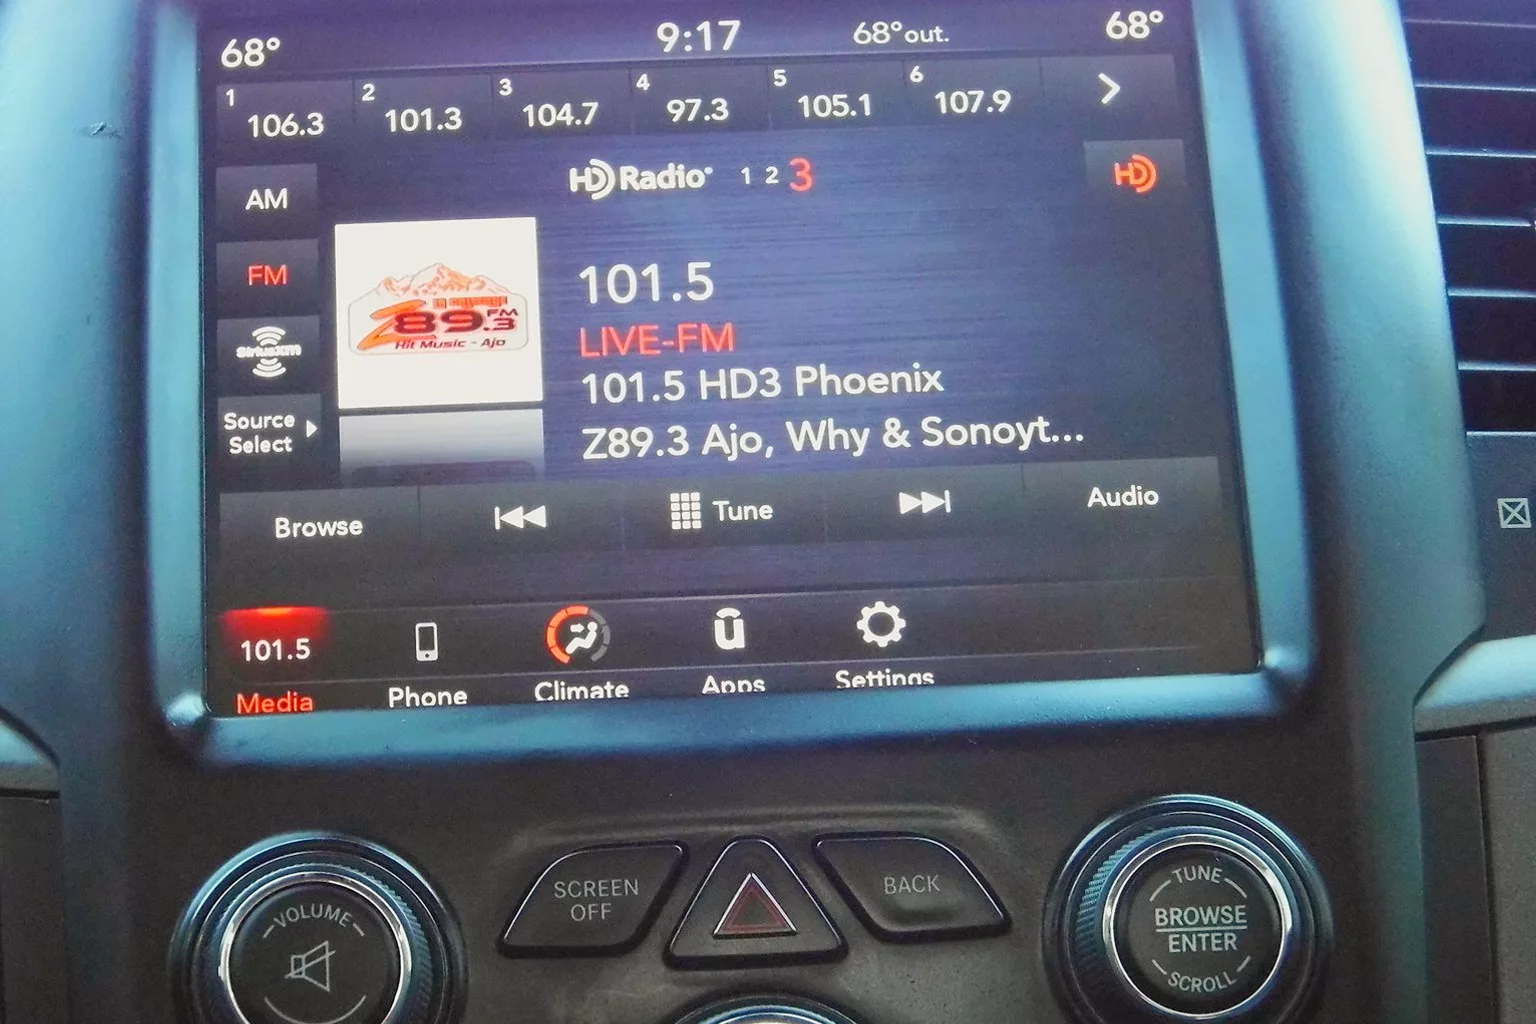 68° 9:17 68°out. 68°
1 106.3 2 101.3 3 104.7 4 97.3 5 105.1 6 107.9
HD Radio 1 2 3 HD
AM
FM
SiriusXM
Source
Select
Z89.3 FM
Hit Music - Ajo
101.5
LIVE-FM
101.5 HD3 Phoenix
Z89.3 Ajo, Why & Sonoyt...
Browse Tune Audio
101.5
Media Phone Climate Apps Settings
VOLUME
SCREEN
OFF
BACK
TUNE
BROWSE
ENTER
SCROLL